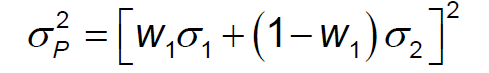 σ_P^2 = [w_1σ_1 + (1 − w_1)σ_2]^2